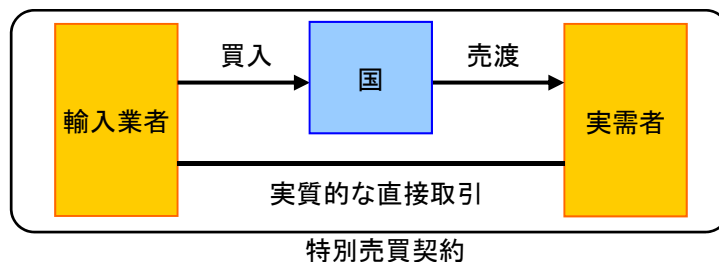 買入
国
売渡
輸入業者
実需者
実質的な直接取引
特別売買契約